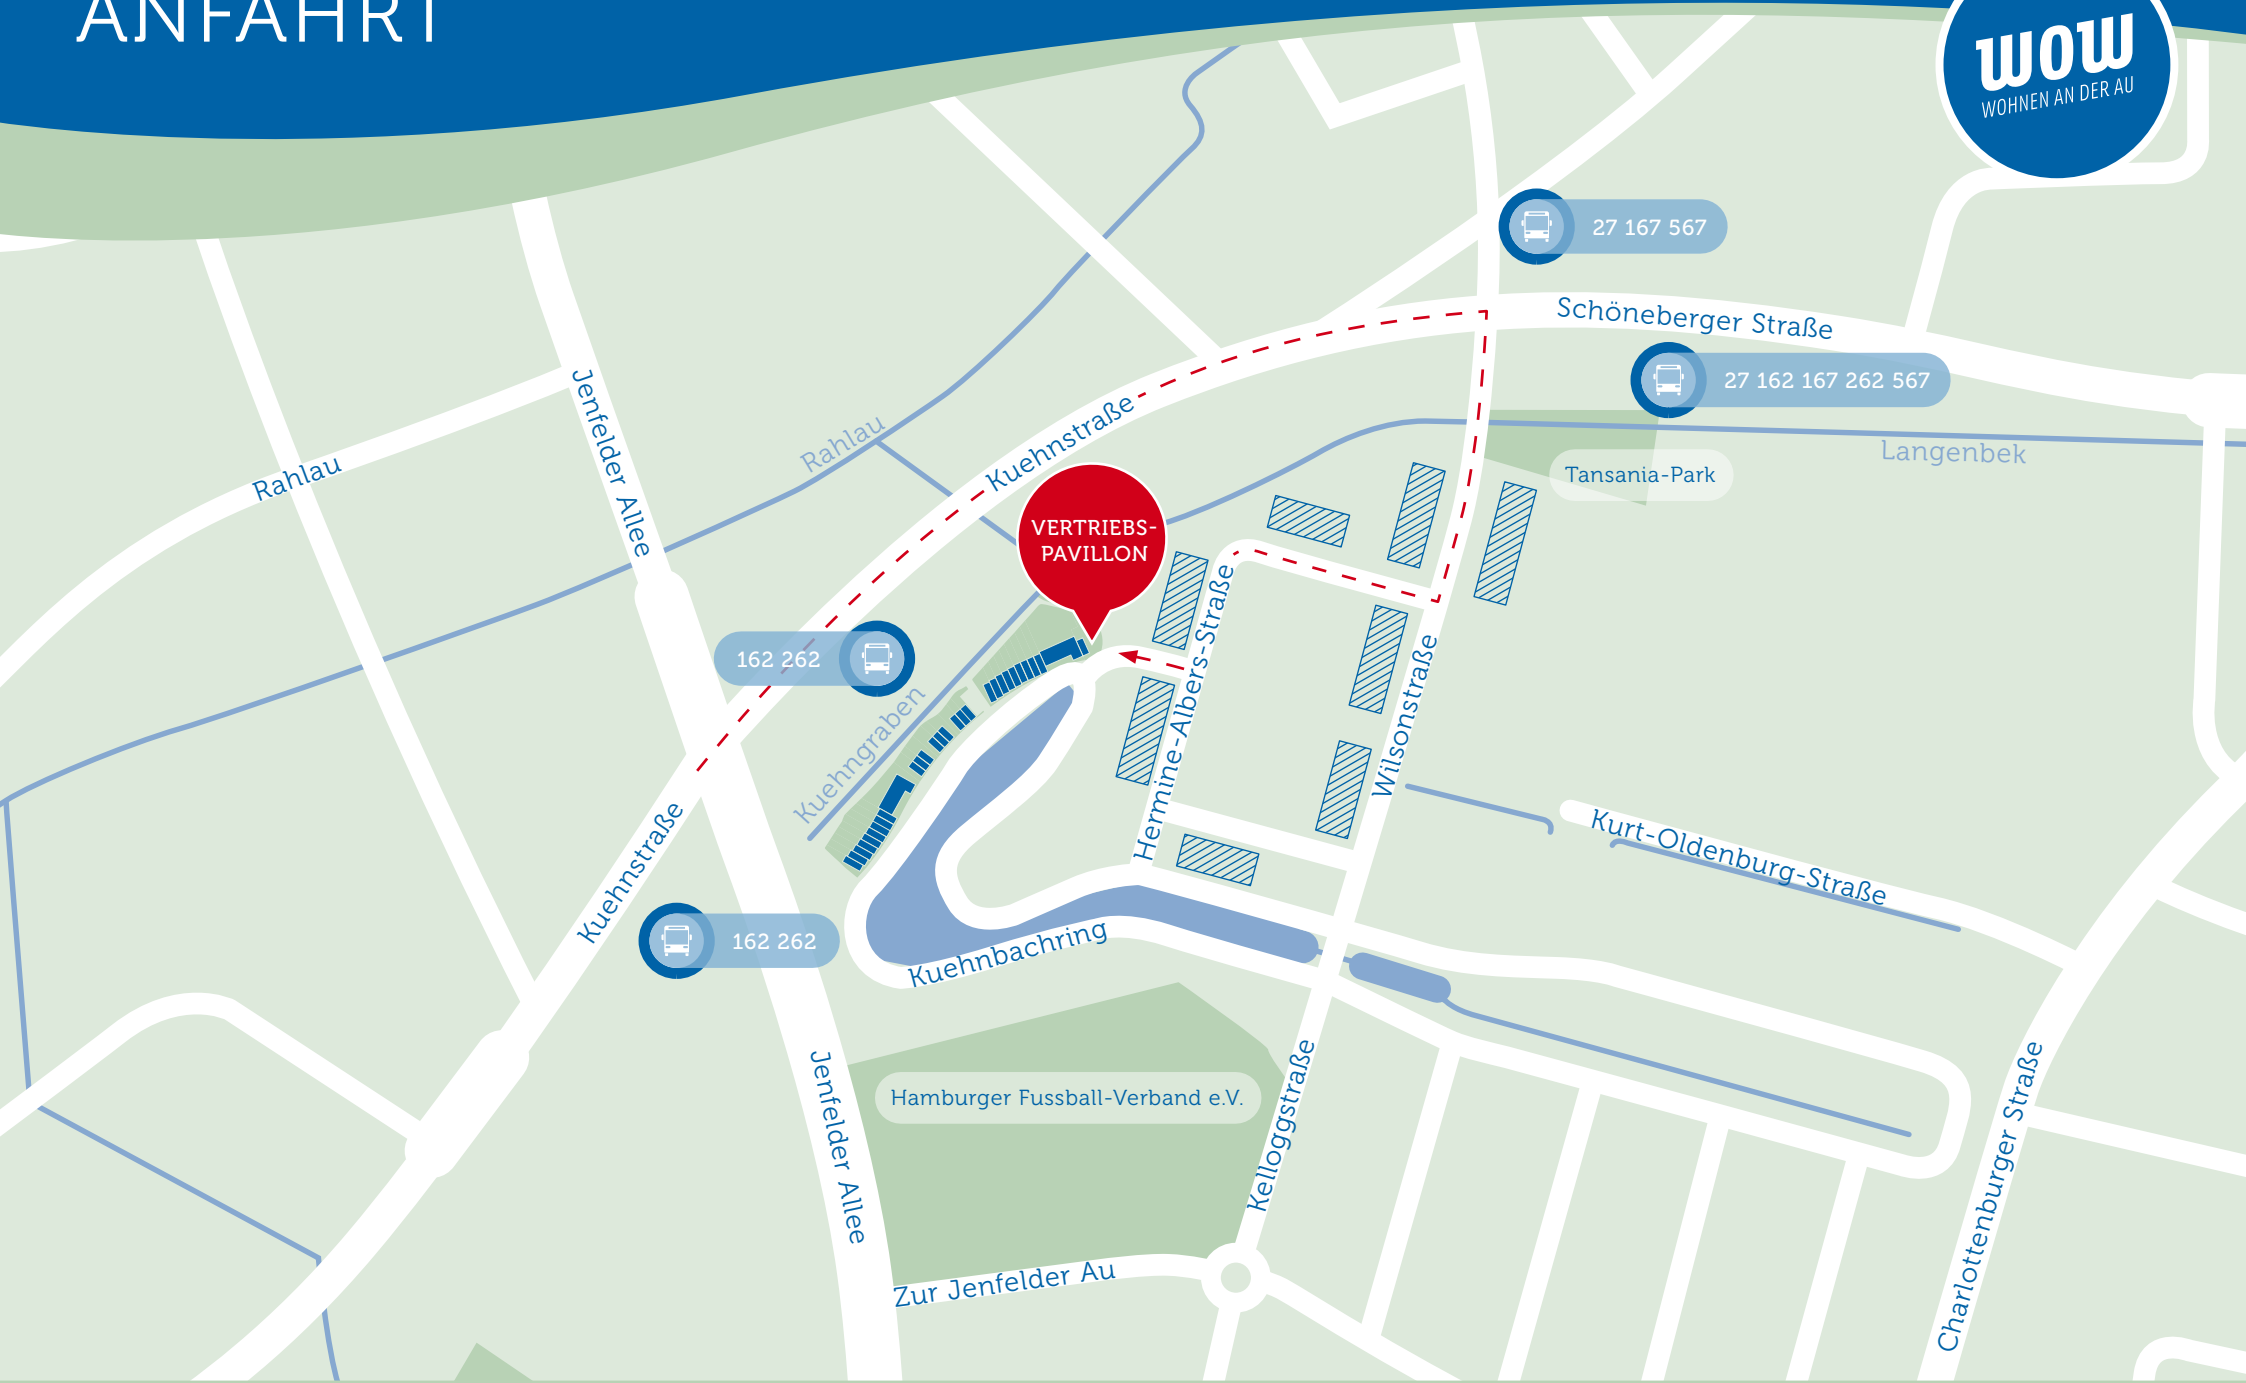 ANFAHRT
WOW
WOHNEN AN DER AU
27 167 567
Schöneberger Straße
27 162 167 262 567
Langenbek
Tansania-Park
Jenfelder Allee
Rahlau
Rahlau
Kuehnstraße
VERTRIEBS-
PAVILLON
162 262
Kuehngraben
Hermine-Albers-Straße
Wilsonstraße
Kuehnstraße
162 262
Kuehnbachring
Kurt-Oldenburg-Straße
Jenfelder Allee
Hamburger Fussball-Verband e.V.
Kelloggstraße
Charlottenburger Straße
Zur Jenfelder Au